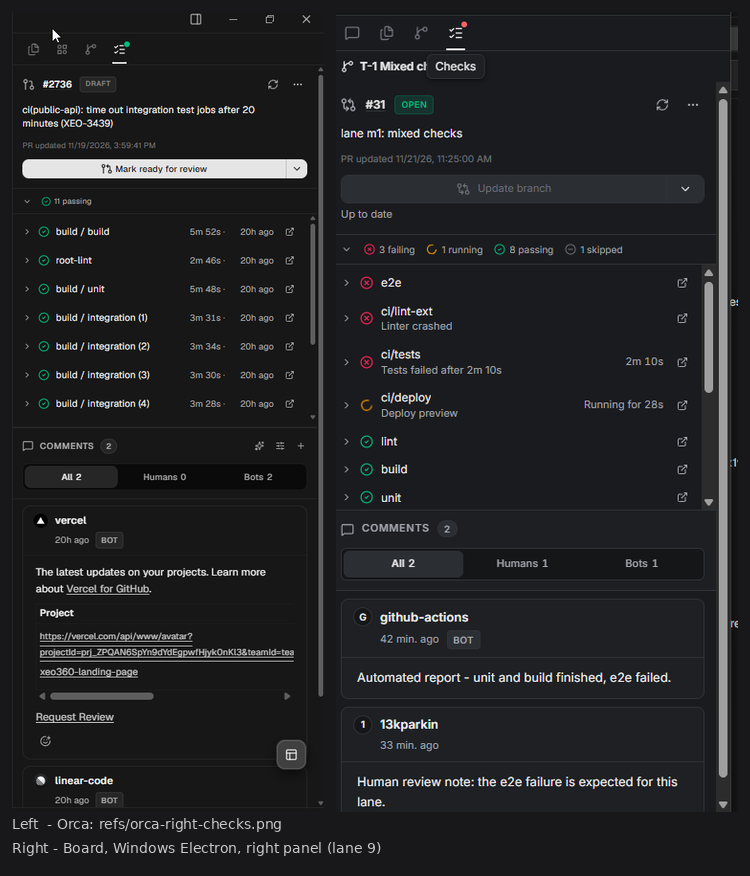 #2736 DRAFT
ci(public-api): time out integration test jobs after 20
minutes (XEO-3439)
PR updated 11/19/2026, 3:59:41 PM
Mark ready for review
11 passing
build / build 5m 52s · 20h ago
root-lint 2m 46s · 20h ago
build / unit 5m 48s · 20h ago
build / integration (1) 3m 31s · 20h ago
build / integration (2) 3m 34s · 20h ago
build / integration (3) 3m 30s · 20h ago
build / integration (4) 3m 28s · 20h ago
COMMENTS 2
All 2 Humans 0 Bots 2
vercel
20h ago BOT
The latest updates on your projects. Learn more
about Vercel for GitHub.
Project
https://vercel.com/api/www/avatar?
projectId=prj_ZPQAN6SpYn9dYdEgpwfHjyk0nKI3&teamId=tea
xeo360-landing-page
Request Review
linear-code
20h ago BOT
T-1 Mixed ch
Checks
#31 OPEN
lane m1: mixed checks
PR updated 11/21/26, 11:25:00 AM
Update branch
Up to date
3 failing 1 running 8 passing 1 skipped
e2e
ci/lint-ext
Linter crashed
ci/tests
Tests failed after 2m 10s
2m 10s
ci/deploy
Deploy preview
Running for 28s
lint
build
unit
COMMENTS 2
All 2 Humans 1 Bots 1
G github-actions
42 min. ago BOT
Automated report - unit and build finished, e2e failed.
1 13kparkin
33 min. ago
Human review note: the e2e failure is expected for this
lane.
Left - Orca: refs/orca-right-checks.png
Right - Board, Windows Electron, right panel (lane 9)